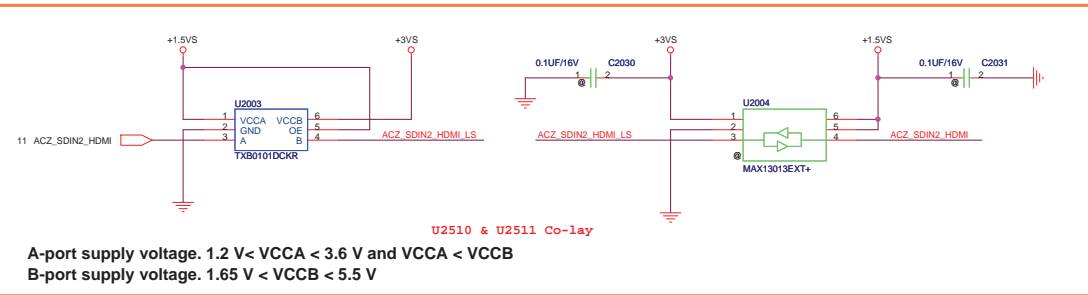 +1.5VS
+3VS
U2003
1 VCCA VCCB 6
2 GND OE 5
3 A B 4
TXB0101DCKR
11 ACZ_SDIN2_HDMI
ACZ_SDIN2_HDMI_LS
+3VS
+1.5VS
0.1UF/16V C2030
1 2
@
0.1UF/16V C2031
1 2
@
U2004
1 6
2 5
3 4
@
MAX13013EXT+
ACZ_SDIN2_HDMI_LS
ACZ_SDIN2_HDMI
U2510 & U2511 Co-lay
A-port supply voltage. 1.2 V< VCCA < 3.6 V and VCCA < VCCB
B-port supply voltage. 1.65 V < VCCB < 5.5 V